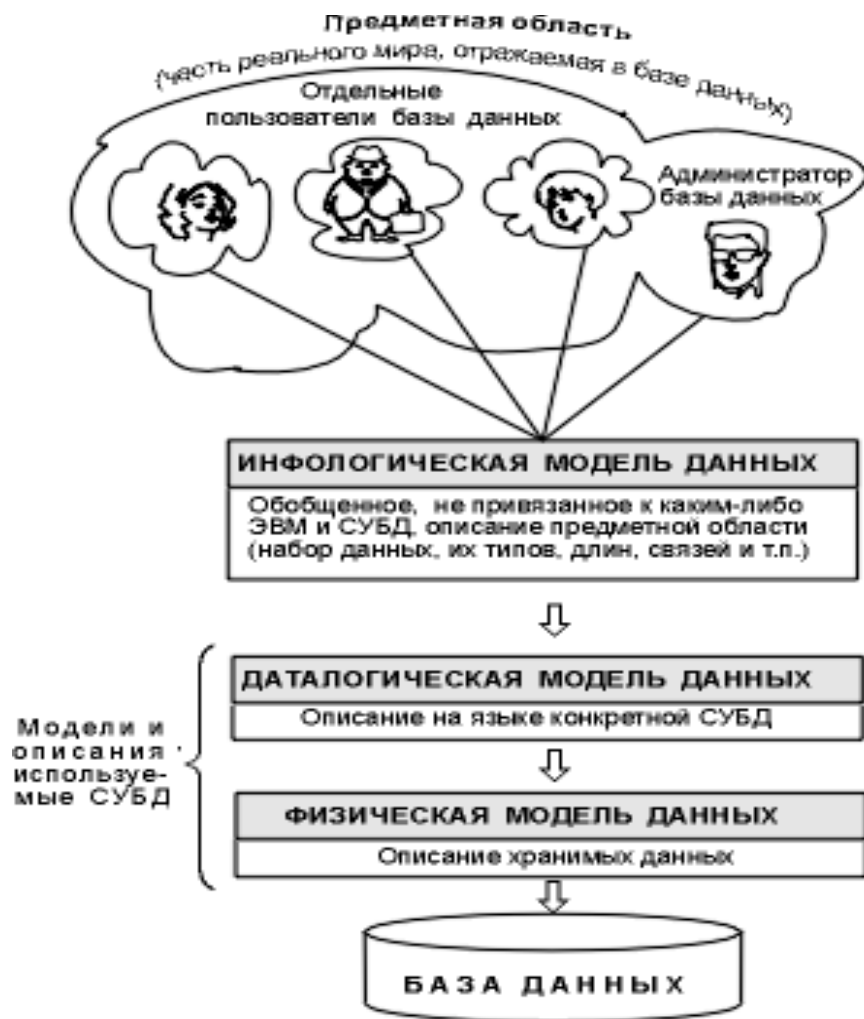 Предметная область
(часть реального мира, отражаемая в базе данных)
Отдельные
пользователи базы данных
Администратор
базы данных
ИНФОЛОГИЧЕСКАЯ МОДЕЛЬ ДАННЫХ
Обобщенное, не привязанное к каким-либо
ЭВМ и СУБД, описание предметной области
(набор данных, их типов, длин, связей и т.п.)
ДАТАЛОГИЧЕСКАЯ МОДЕЛЬ ДАННЫХ
Описание на языке конкретной СУБД
Модели и
описания
используе-
мые СУБД
ФИЗИЧЕСКАЯ МОДЕЛЬ ДАННЫХ
Описание хранимых данных
БАЗА ДАННЫХ